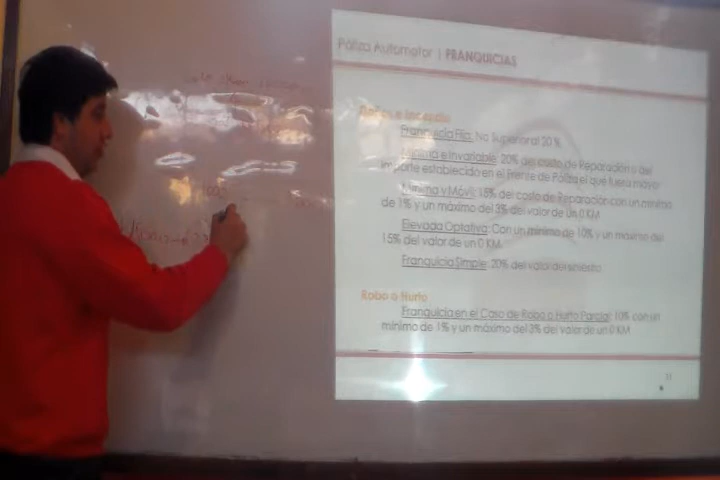 Póliza Automotor | FRANQUICIAS
Daños e Incendio
Franquicia Fija: No Superior al 20 %
Mínima e Invariable: 20% del costo de Reparación o del
importe establecido en el Frente de Póliza el que fuera mayor
Mínima y Móvil: 15% del costo de Reparación con un mínimo
de 1% y un máximo del 3% del valor de un 0 KM
Elevada Optativa: Con un mínimo de 10% y un máximo del
15% del valor de un 0 KM.
Franquicia Simple: 20% del valor del siniestro
Robo o Hurto
Franquicia en el Caso de Robo o Hurto Parcial: 10% con un
mínimo de 1% y un máximo del 3% del valor de un 0 KM